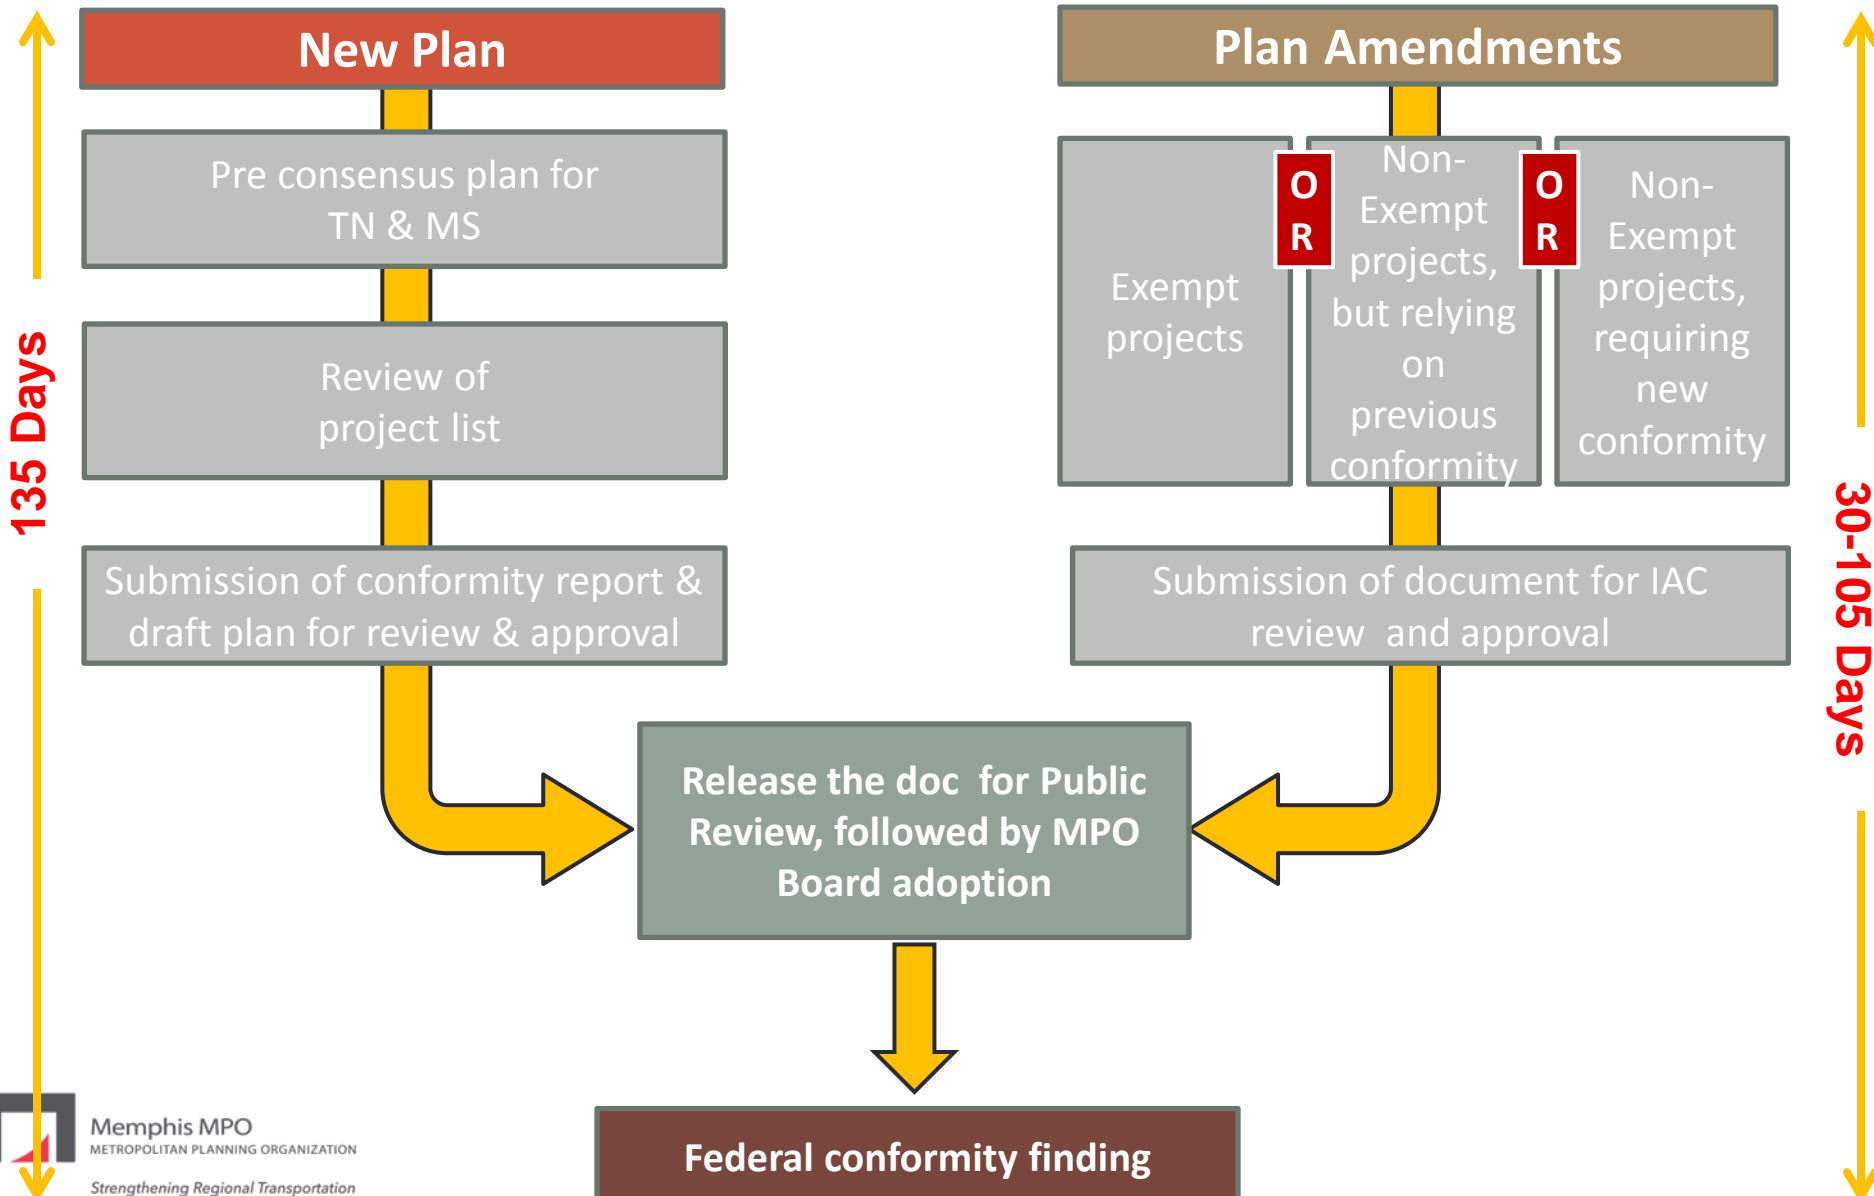 New Plan
Pre consensus plan for
TN & MS
Review of
project list
Submission of conformity report &
draft plan for review & approval
135 Days
Plan Amendments
Exempt
projects
O
R
Non-
Exempt
projects,
but relying
on
previous
conformity
O
R
Non-
Exempt
projects,
requiring
new
conformity
Submission of document for IAC
review and approval
30-105 Days
Release the doc for Public
Review, followed by MPO
Board adoption
Federal conformity finding
Memphis MPO
METROPOLITAN PLANNING ORGANIZATION
Strengthening Regional Transportation